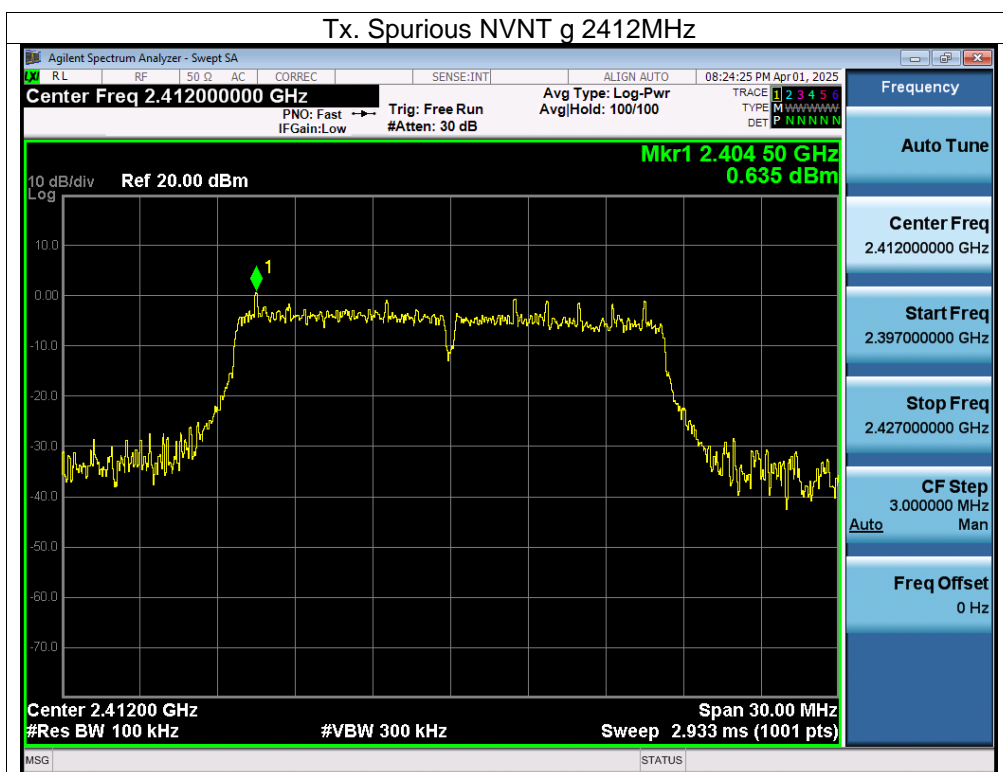 Tx. Spurious NVNT g 2412MHz
Agilent Spectrum Analyzer - Swept SA
LXI RL RF 50 Ω AC CORREC SENSE:INT ALIGN AUTO 08:24:25 PM Apr 01, 2025
Center Freq 2.412000000 GHz
PNO: Fast
IFGain:Low
Trig: Free Run
#Atten: 30 dB
Avg Type: Log-Pwr
Avg|Hold: 100/100
TRACE 1 2 3 4 5 6
TYPE M WWWWW
DET P N N N N N
Mkr1 2.404 50 GHz
0.635 dBm
10 dB/div Ref 20.00 dBm
Log
10.0
0.00
-10.0
-20.0
-30.0
-40.0
-50.0
-60.0
-70.0
1
Center 2.41200 GHz Span 30.00 MHz
#Res BW 100 kHz #VBW 300 kHz Sweep 2.933 ms (1001 pts)
MSG STATUS
Frequency
Auto Tune
Center Freq
2.412000000 GHz
Start Freq
2.397000000 GHz
Stop Freq
2.427000000 GHz
CF Step
3.000000 MHz
Auto Man
Freq Offset
0 Hz